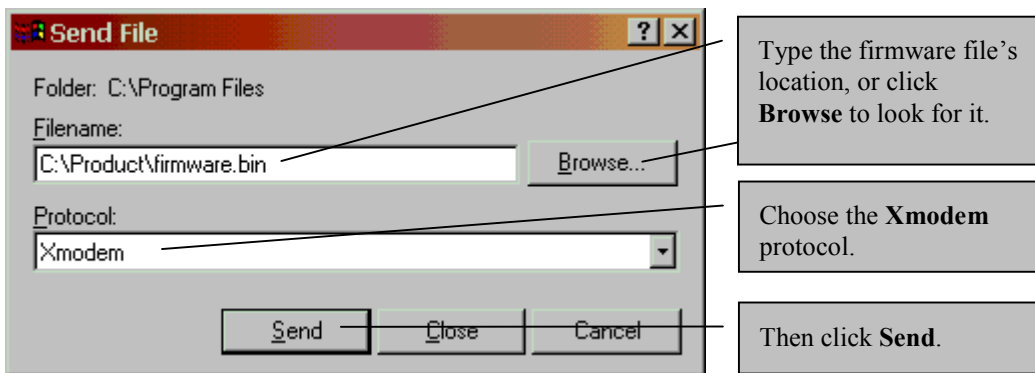 Send File
Folder: C:\Program Files
Filename:
C:\Product\firmware.bin
Browse...
Protocol:
Xmodem
Send
Close
Cancel
Type the firmware file’s
location, or click
Browse to look for it.
Choose the Xmodem
protocol.
Then click Send.